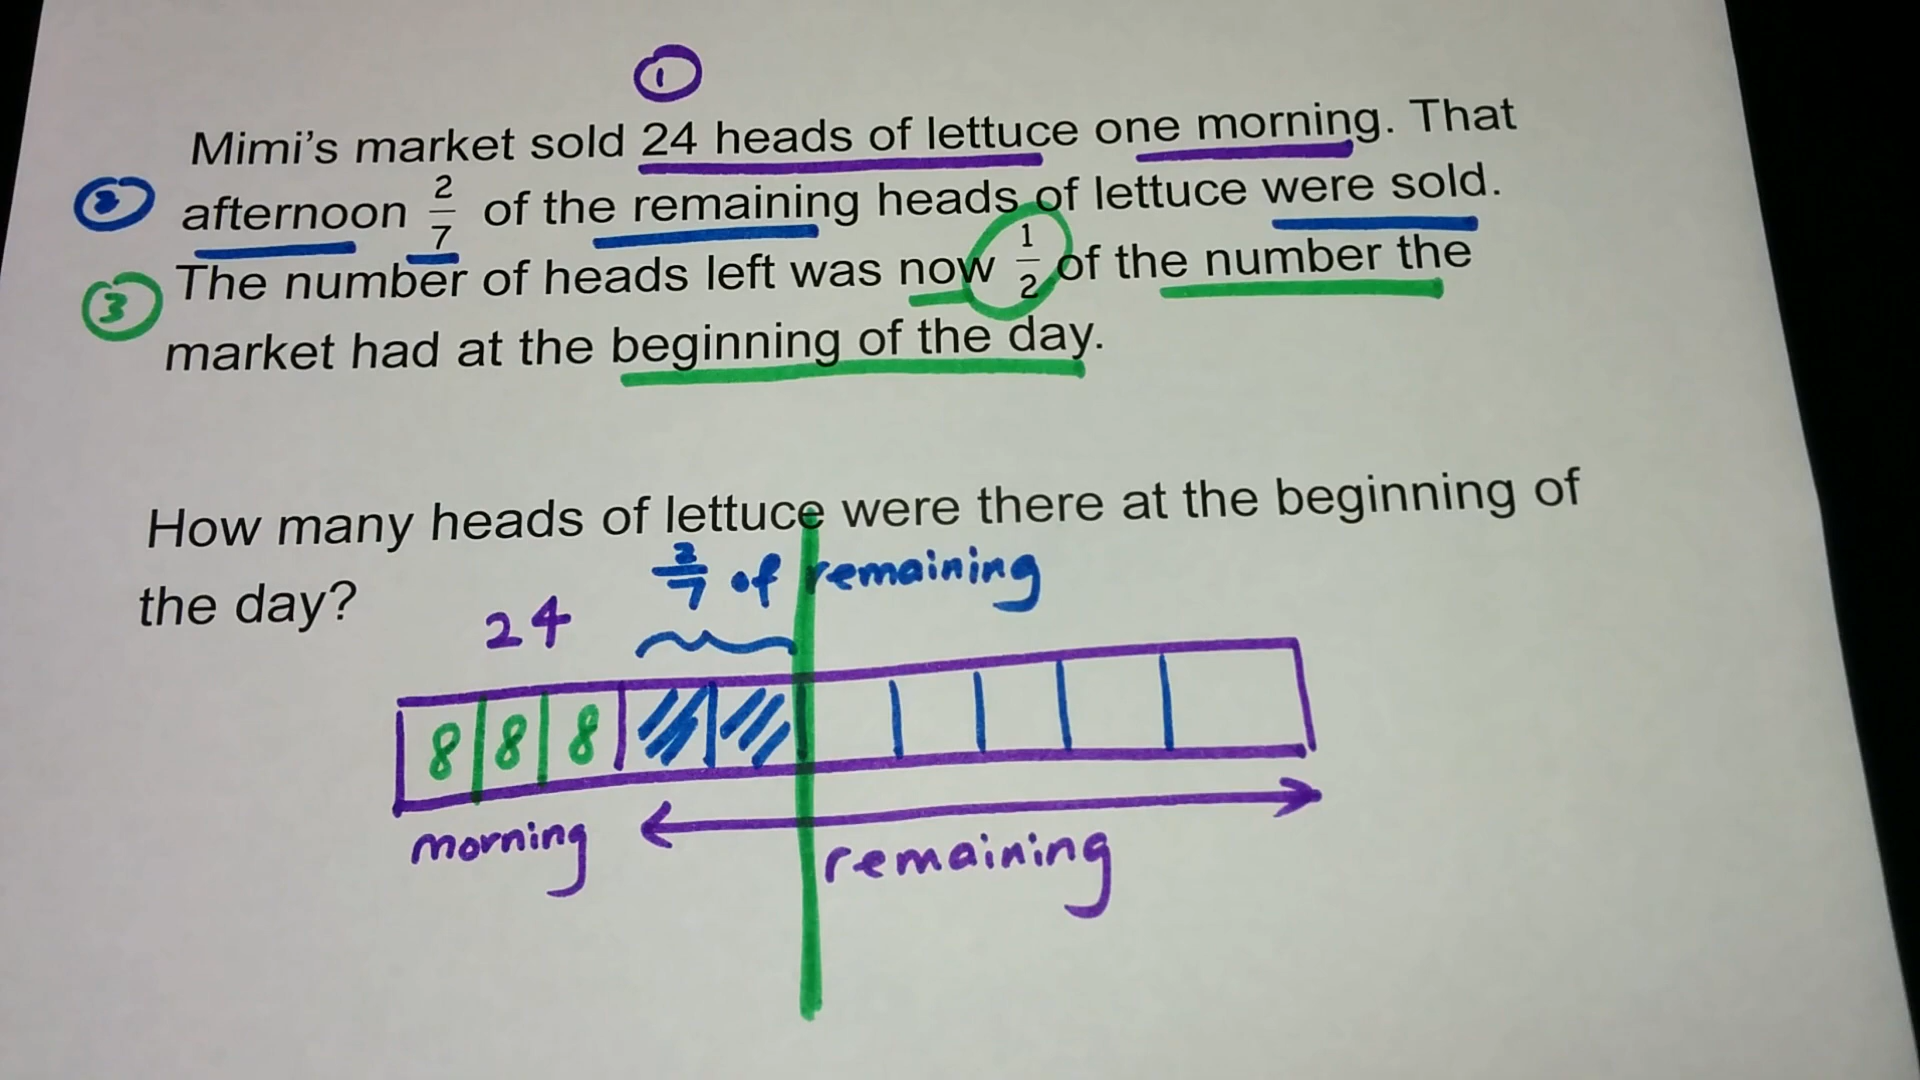 1
Mimi's market sold 24 heads of lettuce one morning. That
2 afternoon 2/7 of the remaining heads of lettuce were sold.
3 The number of heads left was now 1/2 of the number the
market had at the beginning of the day.
How many heads of lettuce were there at the beginning of
the day?
2/7 of remaining
24
8 8 8
morning
remaining